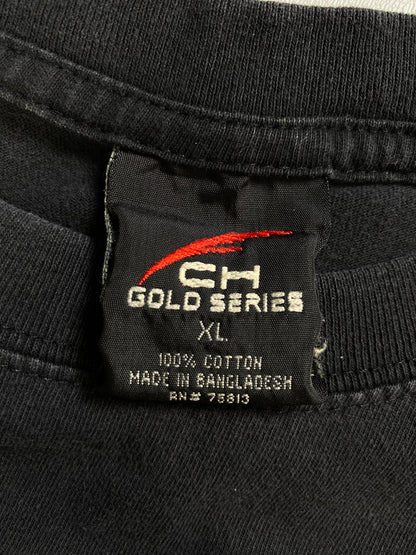 CH
GOLD SERIES
XL
100% COTTON
MADE IN BANGLADESH
RN# 75813